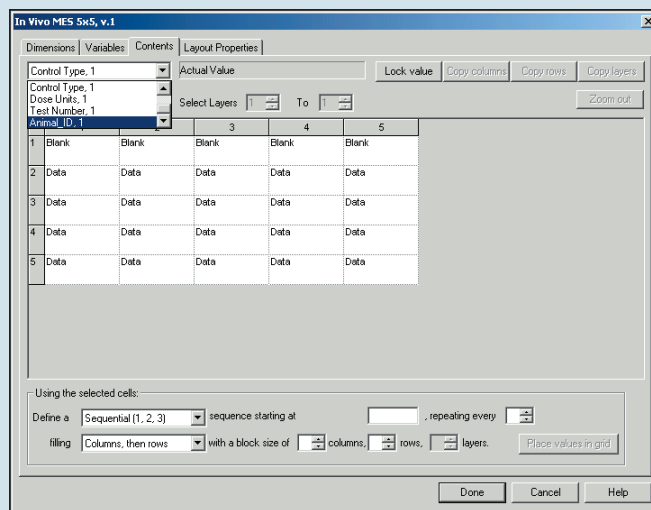 In Vivo MES 5x5, v.1
Dimensions Variables Contents Layout Properties
Control Type, 1 Actual Value Lock value Copy columns Copy rows Copy layers
Control Type, 1
Dose Units, 1
Test Number, 1
Animal_ID, 1
Select Layers 1 To 1 Zoom out
3 4 5
1 Blank Blank Blank Blank Blank
2 Data Data Data Data Data
3 Data Data Data Data Data
4 Data Data Data Data Data
5 Data Data Data Data Data
Using the selected cells:
Define a Sequential (1, 2, 3) sequence starting at , repeating every
filling Columns, then rows with a block size of columns, rows, layers. Place values in grid
Done Cancel Help